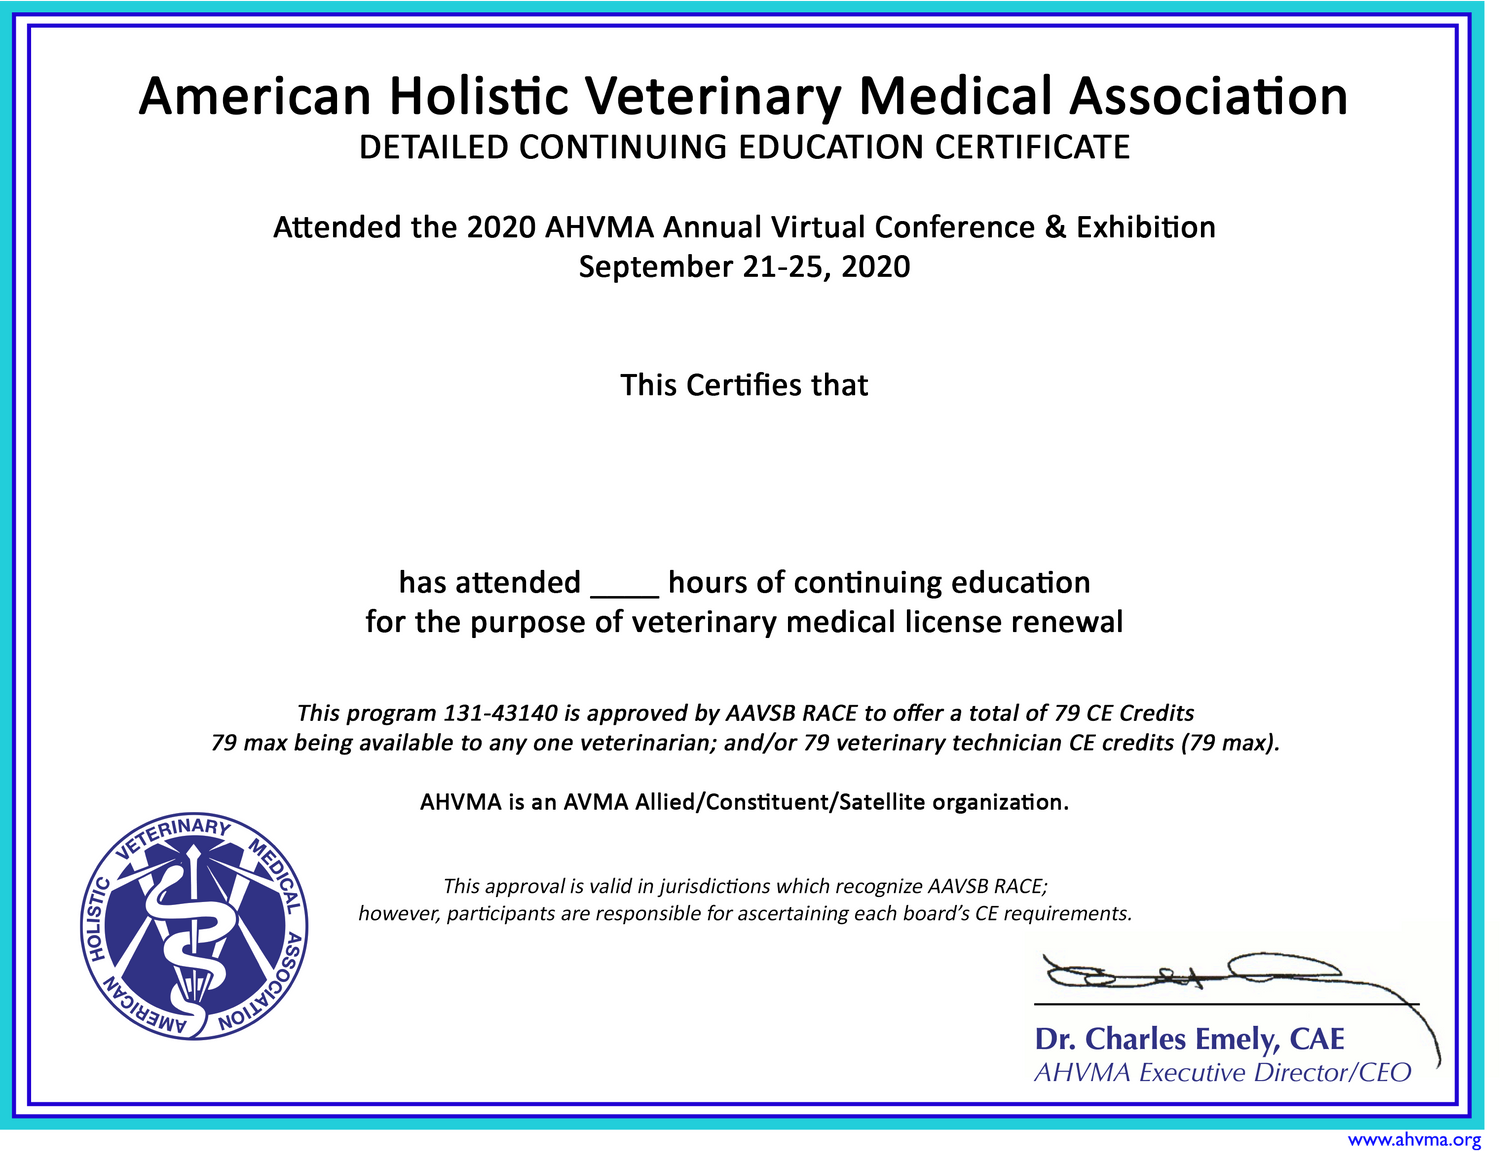 American Holistic Veterinary Medical Association
DETAILED CONTINUING EDUCATION CERTIFICATE
Attended the 2020 AHVMA Annual Virtual Conference & Exhibition
September 21-25, 2020
This Certifies that
has attended ____ hours of continuing education
for the purpose of veterinary medical license renewal
This program 131-43140 is approved by AAVSB RACE to offer a total of 79 CE Credits
79 max being available to any one veterinarian; and/or 79 veterinary technician CE credits (79 max).
AHVMA is an AVMA Allied/Constituent/Satellite organization.
This approval is valid in jurisdictions which recognize AAVSB RACE;
however, participants are responsible for ascertaining each board’s CE requirements.
AMERICAN HOLISTIC VETERINARY MEDICAL ASSOCIATION
Dr. Charles Emely, CAE
AHVMA Executive Director/CEO
www.ahvma.org